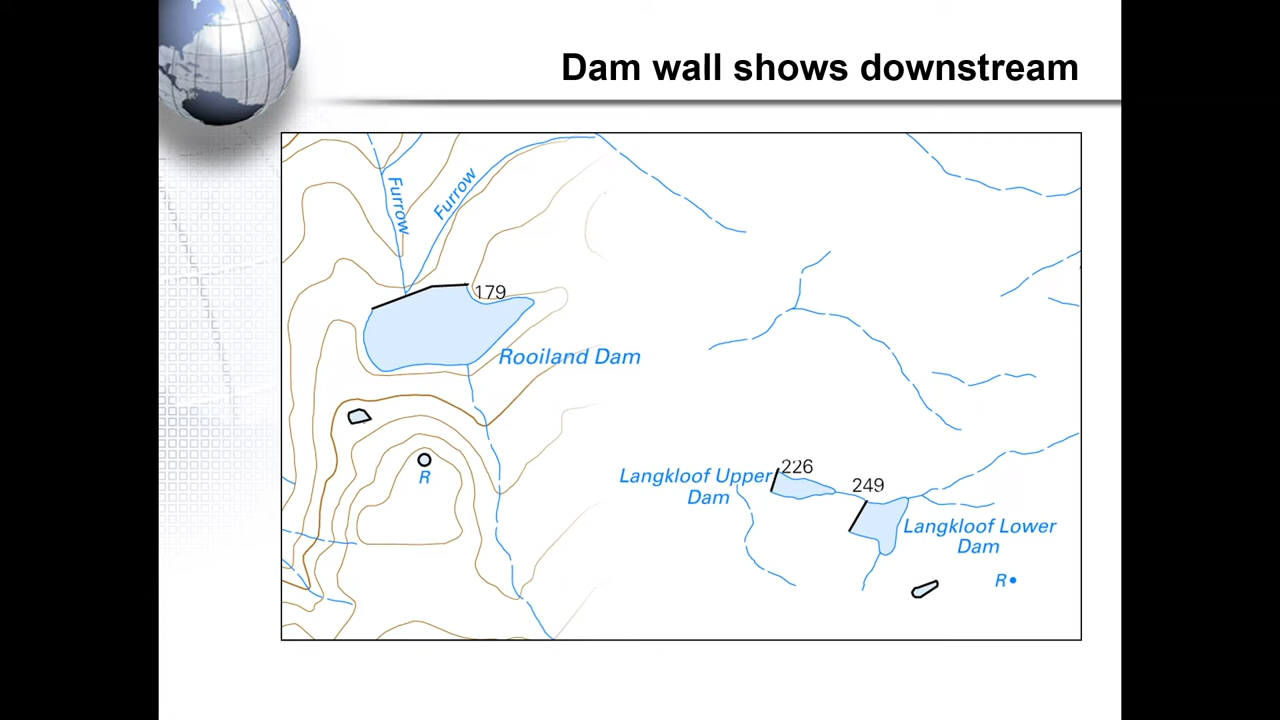 Dam wall shows downstream
Furrow
Furrow
179
Rooiland Dam
R
Langkloof Upper
Dam
226
249
Langkloof Lower
Dam
R